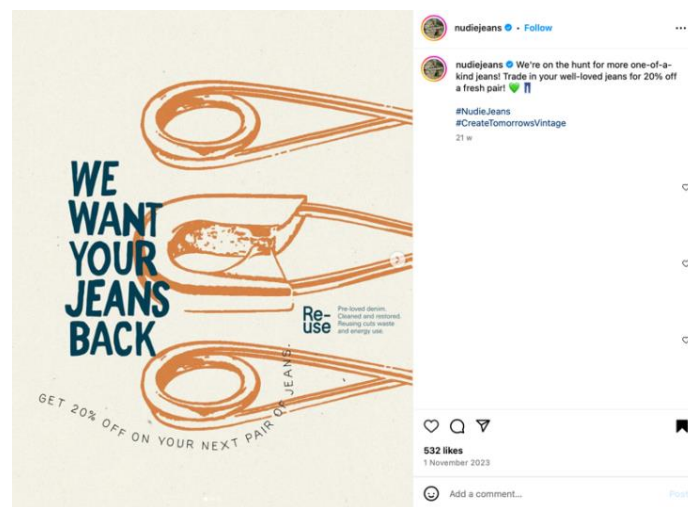 WE
WANT
YOUR
JEANS
BACK
Re-
use
Pre-loved denim.
Cleaned and restored.
Reusing cuts waste
and energy use.
GET 20% OFF ON YOUR NEXT PAIR OF JEANS.
nudiejeans • Follow
nudiejeans We're on the hunt for more one-of-a-
kind jeans! Trade in your well-loved jeans for 20% off
a fresh pair! 💚 👖
#NudieJeans
#CreateTomorrowsVintage
21 w
532 likes
1 November 2023
Add a comment...
Post